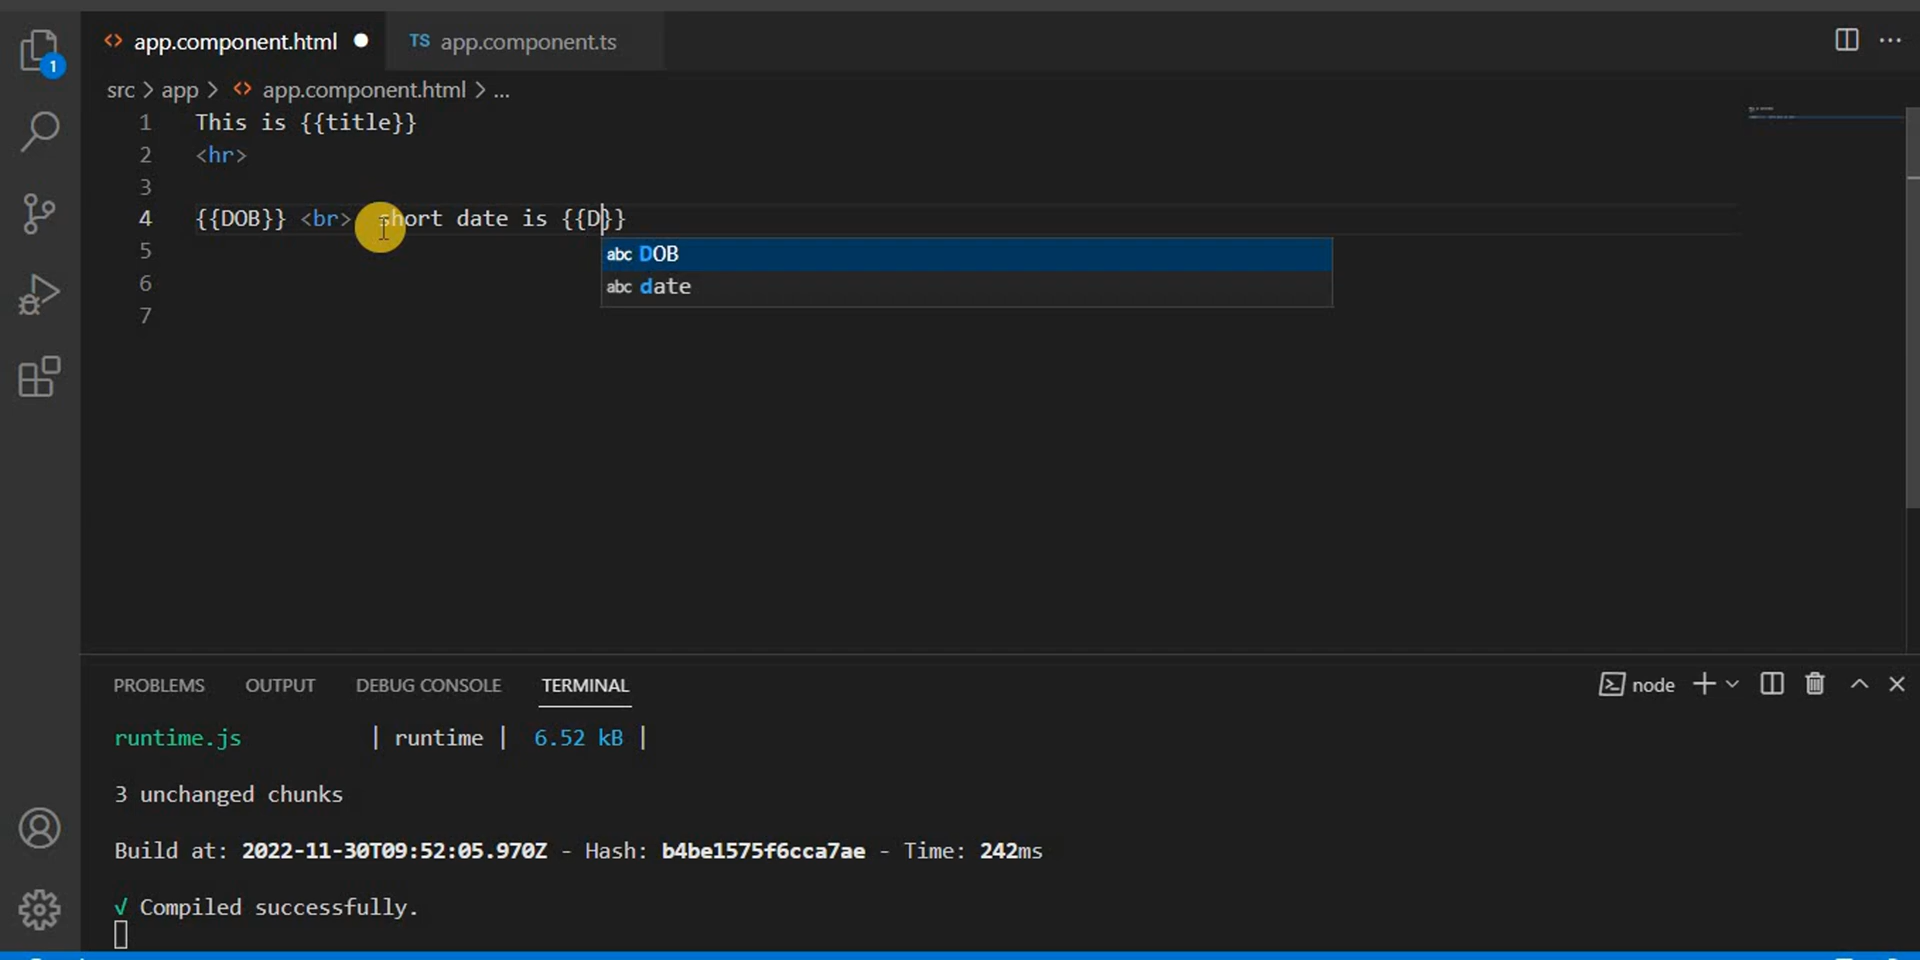 app.component.html
TS app.component.ts
1
src > app > app.component.html > ...
1 This is {{title}}
2 <hr>
3
4 {{DOB}} <br> short date is {{D}}
abc DOB
5
abc date
6
7
PROBLEMS OUTPUT DEBUG CONSOLE TERMINAL
node
runtime.js | runtime | 6.52 kB |
3 unchanged chunks
Build at: 2022-11-30T09:52:05.970Z - Hash: b4be1575f6cca7ae - Time: 242ms
√ Compiled successfully.